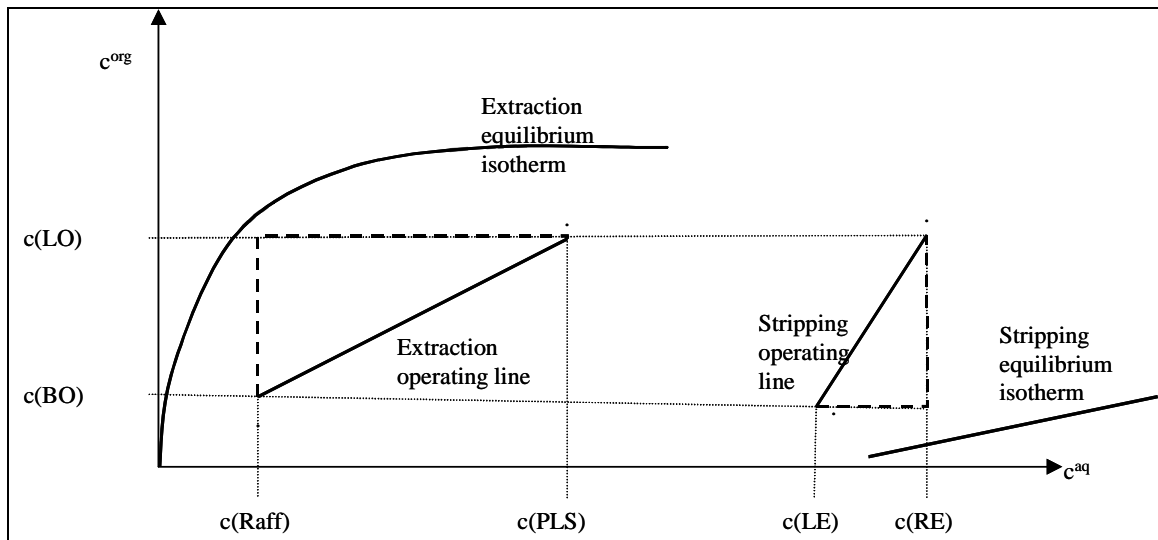 c^org
Extraction
equilibrium
isotherm
c(LO)
Extraction
operating line
Stripping
operating
line
Stripping
equilibrium
isotherm
c(BO)
c^aq
c(Raff)
c(PLS)
c(LE)
c(RE)